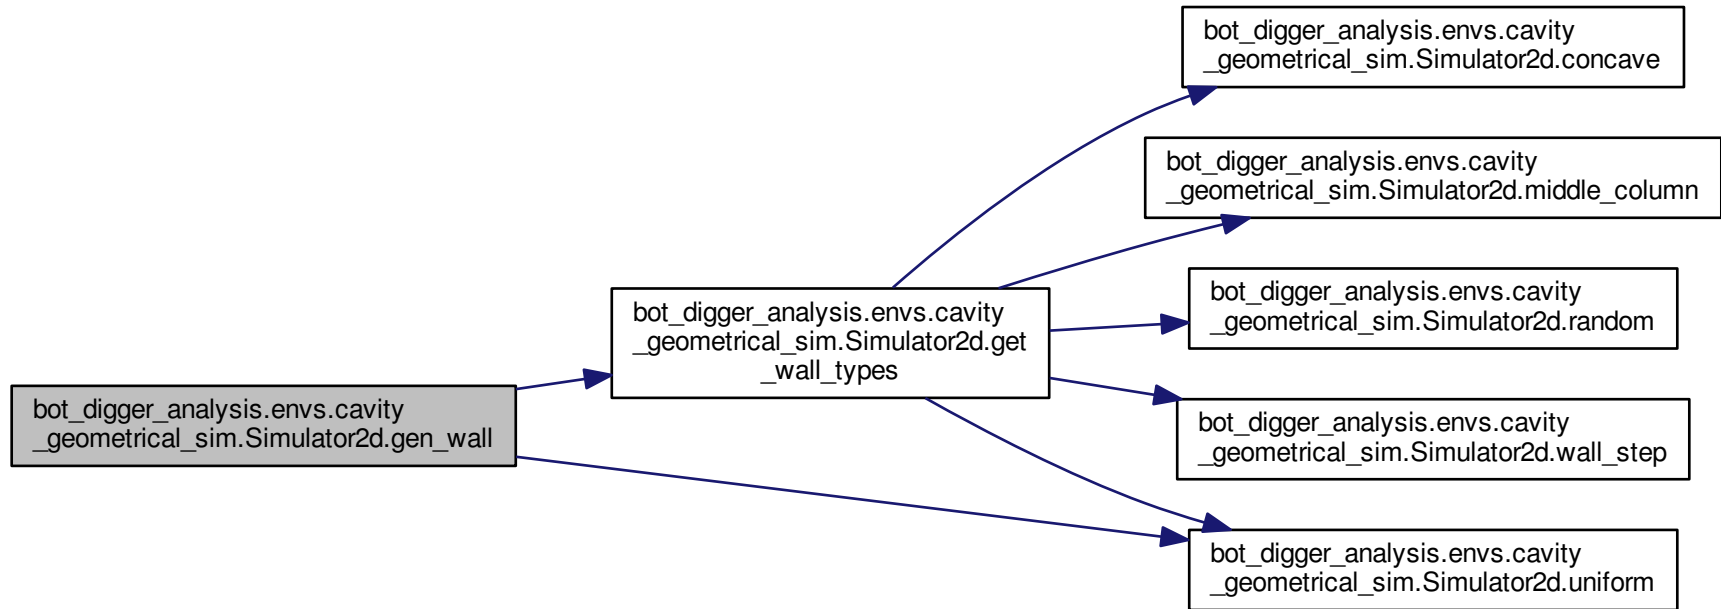 bot_digger_analysis.envs.cavity
_geometrical_sim.Simulator2d.concave
bot_digger_analysis.envs.cavity
_geometrical_sim.Simulator2d.middle_column
bot_digger_analysis.envs.cavity
_geometrical_sim.Simulator2d.random
bot_digger_analysis.envs.cavity
_geometrical_sim.Simulator2d.get
_wall_types
bot_digger_analysis.envs.cavity
_geometrical_sim.Simulator2d.gen_wall
bot_digger_analysis.envs.cavity
_geometrical_sim.Simulator2d.wall_step
bot_digger_analysis.envs.cavity
_geometrical_sim.Simulator2d.uniform